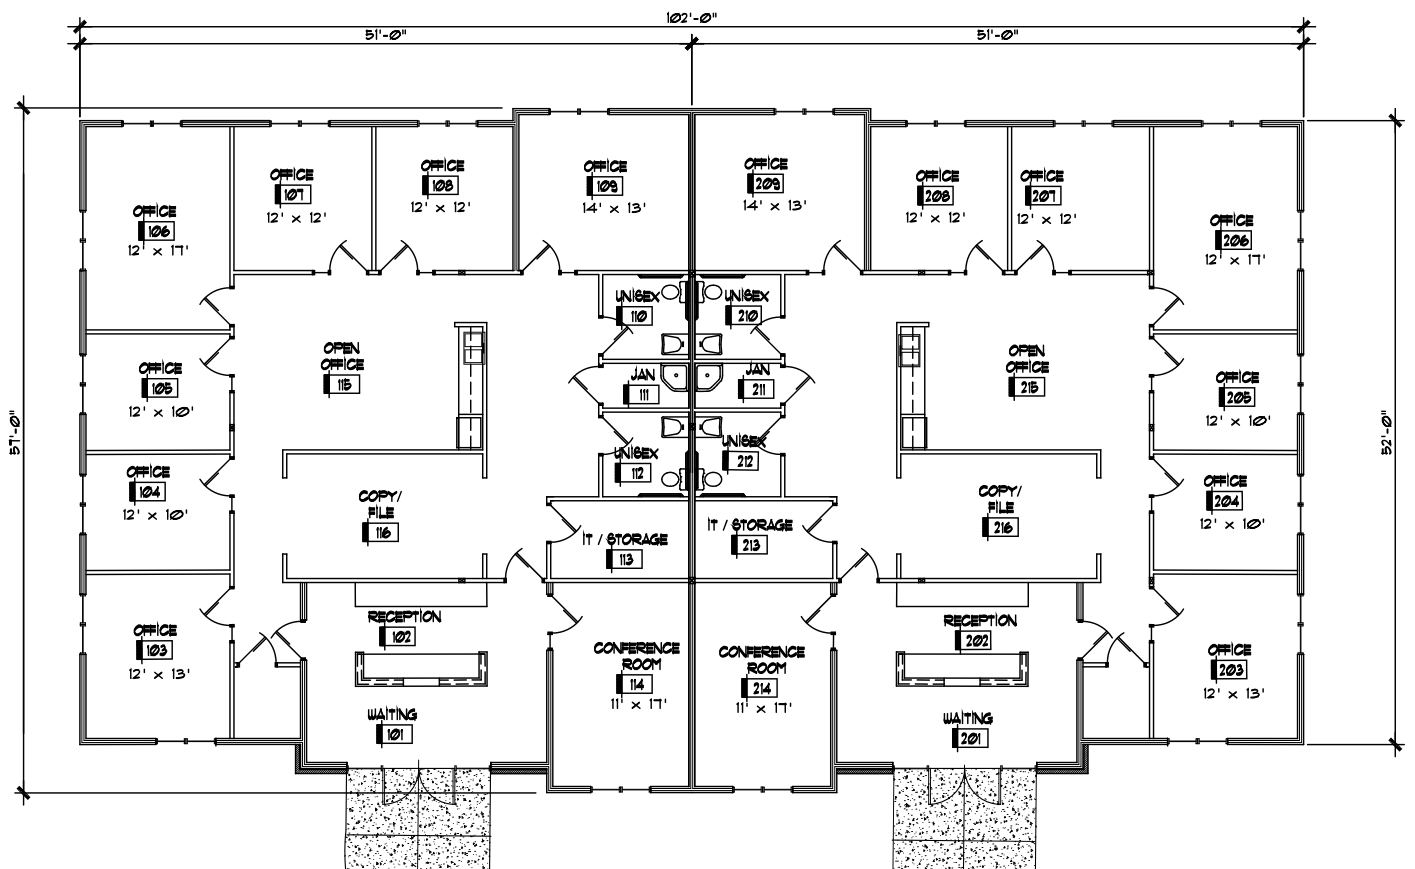 102'-0"
51'-0"
51'-0"
57'-0"
52'-0"
OFFICE
106
12' x 17'
OFFICE
107
12' x 12'
OFFICE
108
12' x 12'
OFFICE
109
14' x 13'
OFFICE
209
14' x 13'
OFFICE
208
12' x 12'
OFFICE
207
12' x 12'
OFFICE
206
12' x 17'
UNISEX
110
UNISEX
210
OPEN
OFFICE
115
OFFICE
105
12' x 10'
JAN
111
JAN
211
OPEN
OFFICE
215
OFFICE
205
12' x 10'
UNISEX
112
UNISEX
212
OFFICE
104
12' x 10'
COPY/
FILE
116
IT / STORAGE
113
IT / STORAGE
213
COPY/
FILE
216
OFFICE
204
12' x 10'
OFFICE
103
12' x 13'
RECEPTION
102
CONFERENCE
ROOM
114
11' x 17'
CONFERENCE
ROOM
214
11' x 17'
RECEPTION
202
OFFICE
203
12' x 13'
WAITING
101
WAITING
201